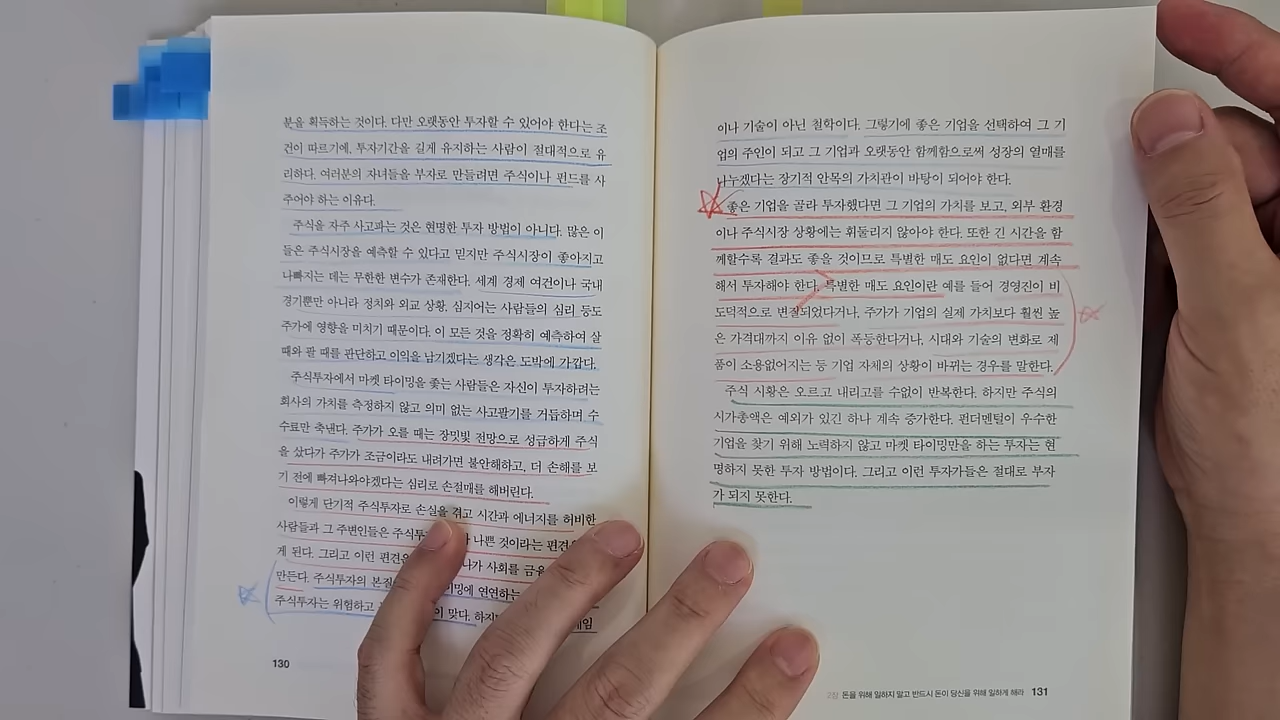 분을 획득하는 것이다. 다만 오랫동안 투자할 수 있어야 한다는 조
건이 따르기에, 투자기간을 길게 유지하는 사람이 절대적으로 유
리하다. 여러분의 자녀들을 부자로 만들려면 주식이나 펀드를 사
주어야 하는 이유다.
주식을 자주 사고파는 것은 현명한 투자 방법이 아니다. 많은 이
들은 주식시장을 예측할 수 있다고 믿지만 주식시장이 좋아지고
나빠지는 데는 무한한 변수가 존재한다. 세계 경제 여건이나 국내
경기뿐만 아니라 정치와 외교 상황, 심지어는 사람들의 심리 등도
주가에 영향을 미치기 때문이다. 이 모든 것을 정확히 예측하여 살
때와 팔 때를 판단하고 이익을 남기겠다는 생각은 도박에 가깝다.
주식투자에서 마켓 타이밍을 좇는 사람들은 자신이 투자하려는
회사의 가치를 측정하지 않고 의미 없는 사고팔기를 거듭하며 수
수료만 축낸다. 주가가 오를 때는 장밋빛 전망으로 성급하게 주식
을 샀다가 주가가 조금이라도 내려가면 불안해하고, 더 손해를 보
기 전에 빠져나와야겠다는 심리로 손절매를 해버린다.
이렇게 단기적 주식투자로 손실을 겪고 시간과 에너지를 허비한
사람들과 그 주변인들은 나쁜 것이라는
게 된다. 그리고 이런 사회를
만든다. 주식투자의 연연하는
주식투자는 위험하고 맞다.
130
이나 기술이 아닌 철학이다. 그렇기에 좋은 기업을 선택하여 그 기
업의 주인이 되고 그 기업과 오랫동안 함께함으로써 성장의 열매를
나누겠다는 장기적 안목의 가치관이 바탕이 되어야 한다.
좋은 기업을 골라 투자했다면 그 기업의 가치를 보고, 외부 환경
이나 주식시장 상황에는 휘둘리지 않아야 한다. 또한 긴 시간을 함
께할수록 결과도 좋을 것이므로 특별한 매도 요인이 없다면 계속
해서 투자해야 한다. 특별한 매도 요인이란 예를 들어 경영진이 비
도덕적으로 변질되었다거나, 주가가 기업의 실제 가치보다 훨씬 높
은 가격대까지 이유 없이 폭등한다거나, 시대와 기술의 변화로 제
품이 소용없어지는 등 기업 자체의 상황이 바뀌는 경우를 말한다.
주식 시황은 오르고 내리고를 수없이 반복한다. 하지만 주식의
시가총액은 예외가 있긴 하나 계속 증가한다. 펀더멘털이 우수한
기업을 찾기 위해 노력하지 않고 마켓 타이밍만을 하는 투자는 현
명하지 못한 투자 방법이다. 그리고 이런 투자가들은 절대로 부자
가 되지 못한다.
2장 돈을 위해 일하지 말고 반드시 돈이 당신을 위해 일하게 해라 131